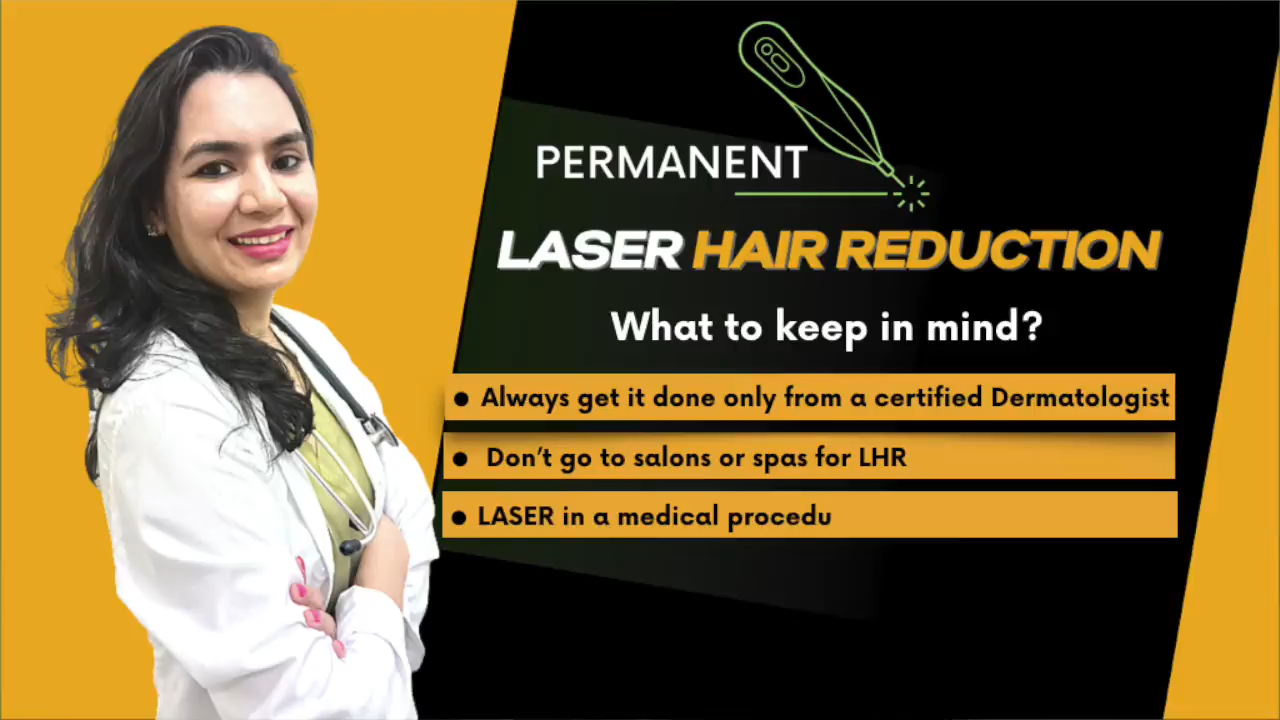 PERMANENT
LASER HAIR REDUCTION
What to keep in mind?
• Always get it done only from a certified Dermatologist
• Don't go to salons or spas for LHR
• LASER in a medical procedu